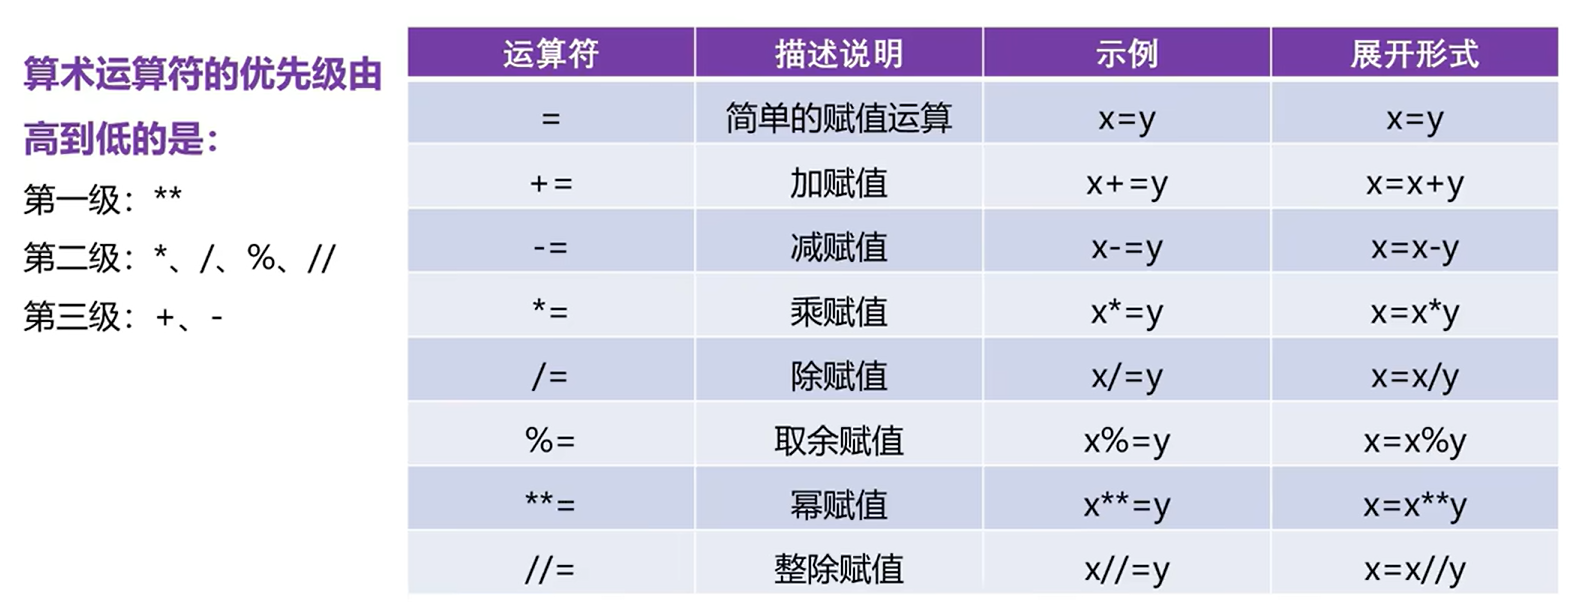 算术运算符的优先级由
高到低的是：
第一级：**
第二级：*、/、%、//
第三级：+、-
运算符 描述说明 示例 展开形式
= 简单的赋值运算 x=y x=y
+= 加赋值 x+=y x=x+y
-= 减赋值 x-=y x=x-y
*= 乘赋值 x*=y x=x*y
/= 除赋值 x/=y x=x/y
%= 取余赋值 x%=y x=x%y
**= 幂赋值 x**=y x=x**y
//= 整除赋值 x//=y x=x//y